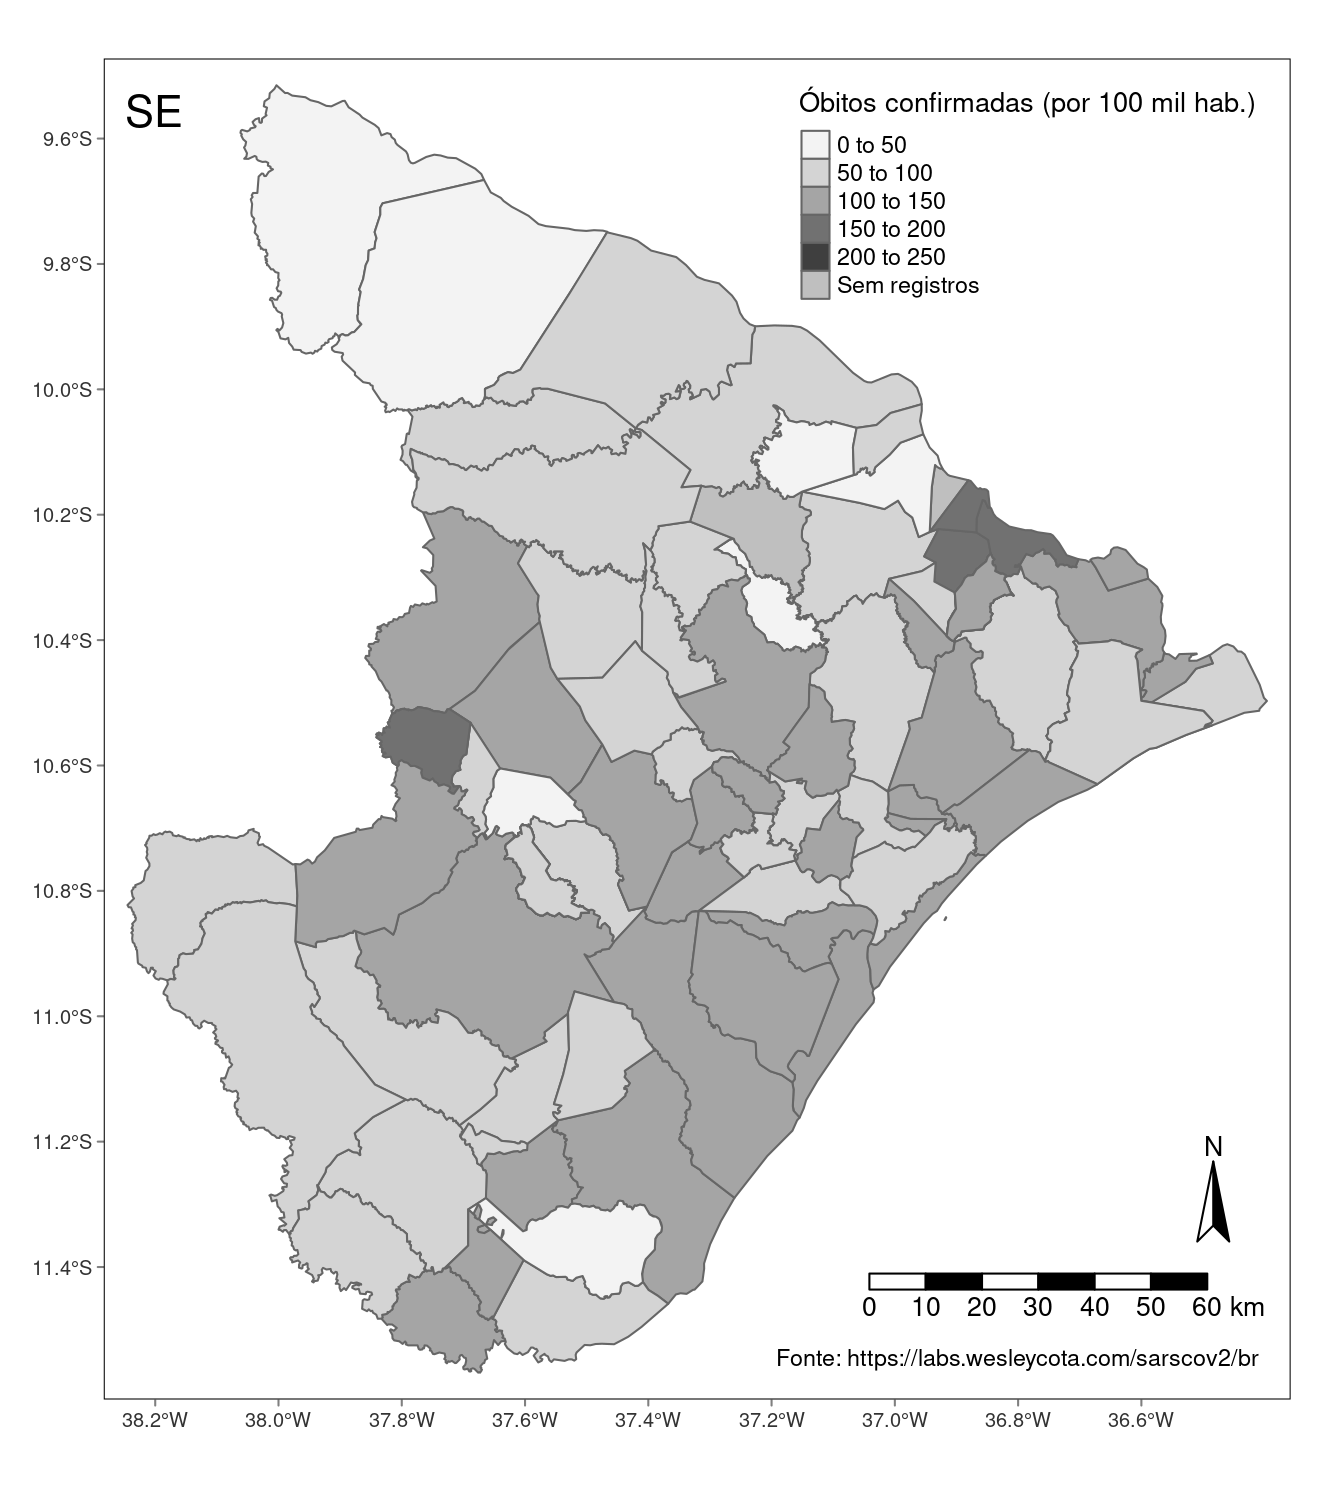 SE
Óbitos confirmadas (por 100 mil hab.)
0 to 50
50 to 100
100 to 150
150 to 200
200 to 250
Sem registros
9.6°S
9.8°S
10.0°S
10.2°S
10.4°S
10.6°S
10.8°S
11.0°S
11.2°S
11.4°S
N
0 10 20 30 40 50 60 km
Fonte: https://labs.wesleycota.com/sarscov2/br
38.2°W 38.0°W 37.8°W 37.6°W 37.4°W 37.2°W 37.0°W 36.8°W 36.6°W